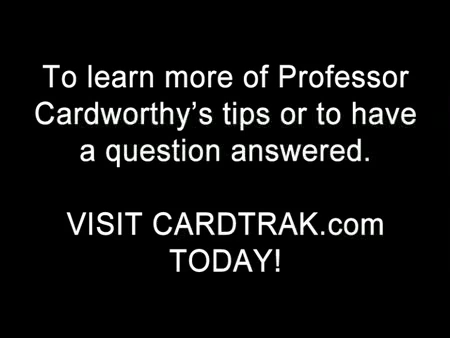 To learn more of Professor
Cardworthy's tips or to have
a question answered.
VISIT CARDTRAK.com
TODAY!